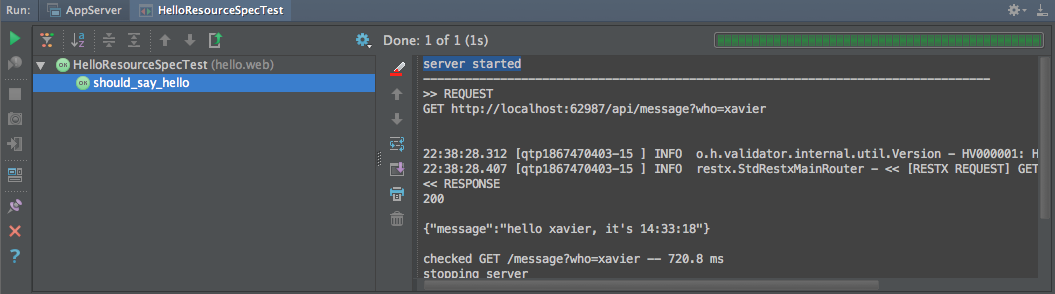 Run: AppServer HelloResourceSpecTest
Done: 1 of 1 (1s)
OK HelloResourceSpecTest (hello.web)
OK should_say_hello
server started
--------------------------------------------------------------------------------
>> REQUEST
GET http://localhost:62987/api/message?who=xavier
22:38:28.312 [qtp1867470403-15 ] INFO  o.h.validator.internal.util.Version - HV000001: H
22:38:28.407 [qtp1867470403-15 ] INFO  restx.StdRestxMainRouter - << [RESTX REQUEST] GET
<< RESPONSE
200
{"message":"hello xavier, it's 14:33:18"}
checked GET /message?who=xavier -- 720.8 ms
stopping server